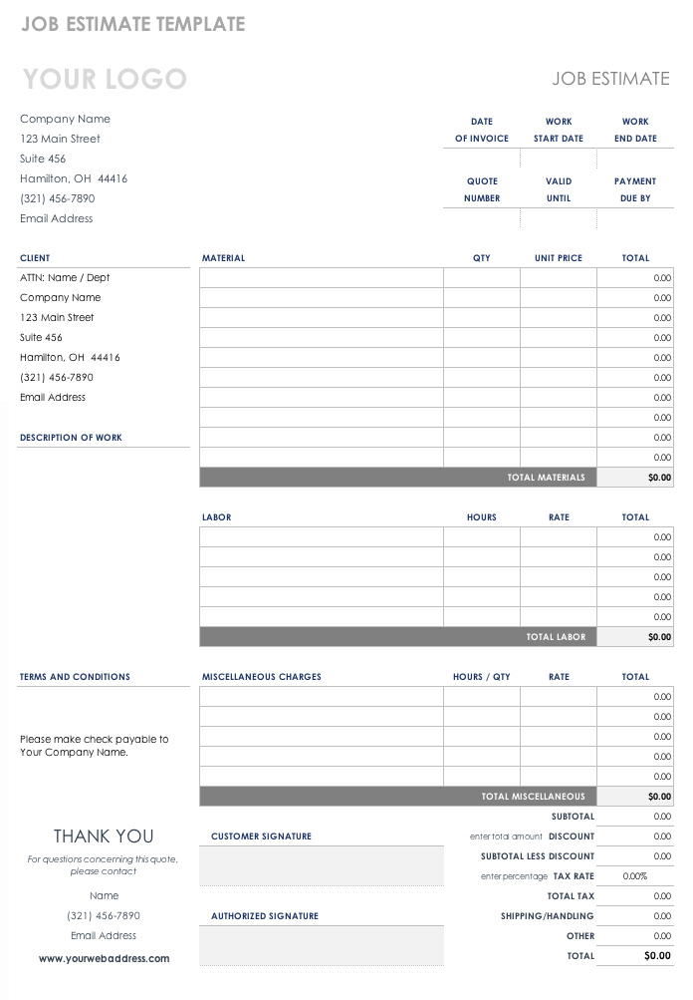 JOB ESTIMATE TEMPLATE
YOUR LOGO
JOB ESTIMATE
Company Name
123 Main Street
Suite 456
Hamilton, OH 44416
(321) 456-7890
Email Address
DATE OF INVOICE
WORK START DATE
WORK END DATE
QUOTE NUMBER
VALID UNTIL
PAYMENT DUE BY
CLIENT
ATTN: Name / Dept
Company Name
123 Main Street
Suite 456
Hamilton, OH 44416
(321) 456-7890
Email Address
DESCRIPTION OF WORK
MATERIAL QTY UNIT PRICE TOTAL
0.00
0.00
0.00
0.00
0.00
0.00
0.00
0.00
0.00
0.00
TOTAL MATERIALS $0.00
LABOR HOURS RATE TOTAL
0.00
0.00
0.00
0.00
0.00
TOTAL LABOR $0.00
TERMS AND CONDITIONS
Please make check payable to
Your Company Name.
MISCELLANEOUS CHARGES HOURS / QTY RATE TOTAL
0.00
0.00
0.00
0.00
0.00
TOTAL MISCELLANEOUS $0.00
THANK YOU
For questions concerning this quote,
please contact
Name
(321) 456-7890
Email Address
www.yourwebaddress.com
CUSTOMER SIGNATURE
AUTHORIZED SIGNATURE
SUBTOTAL 0.00
enter total amount DISCOUNT 0.00
SUBTOTAL LESS DISCOUNT 0.00
enter percentage TAX RATE 0.00%
TOTAL TAX 0.00
SHIPPING/HANDLING 0.00
OTHER 0.00
TOTAL $0.00